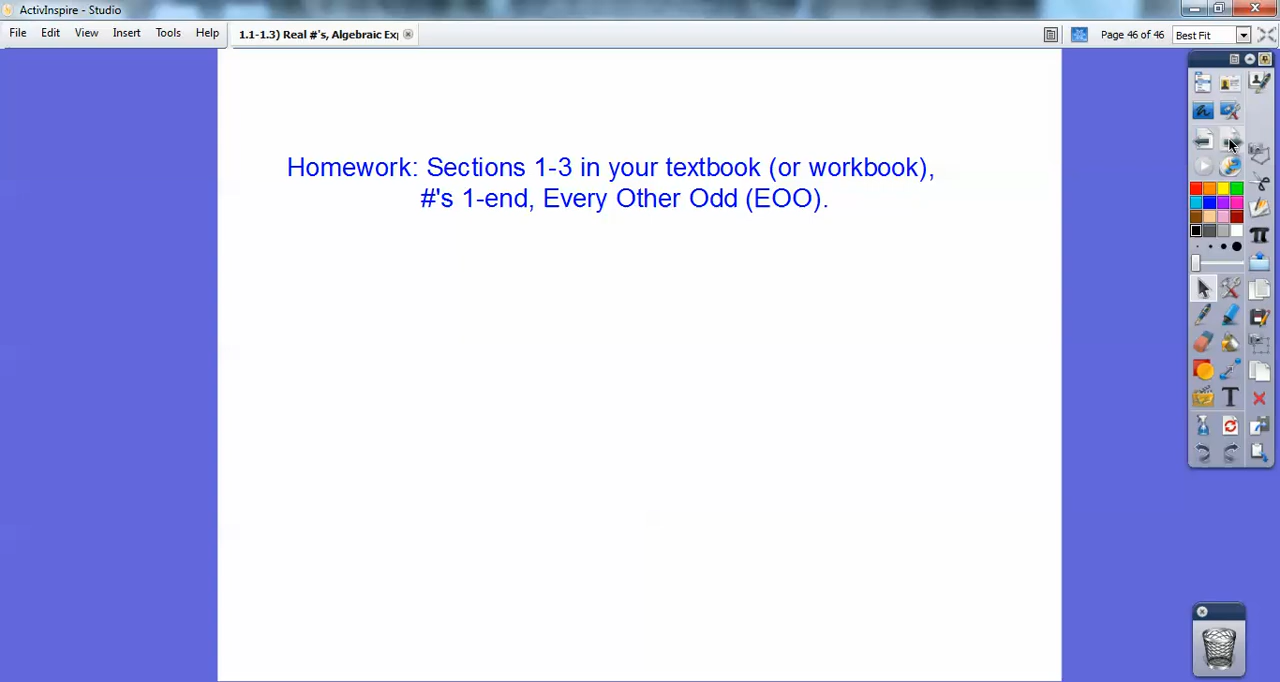 ActivInspire - Studio
File Edit View Insert Tools Help
1.1-1.3) Real #'s, Algebraic Exp
Page 46 of 46
Best Fit
Homework: Sections 1-3 in your textbook (or workbook),
#'s 1-end, Every Other Odd (EOO).